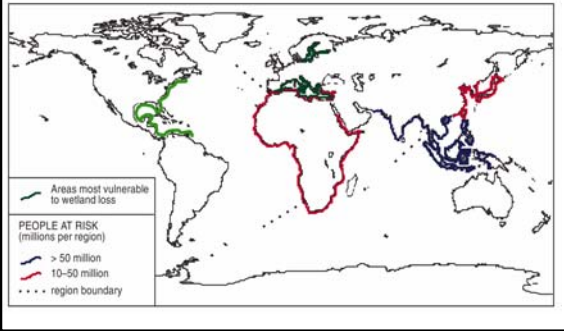 Areas most vulnerable
to wetland loss
PEOPLE AT RISK
(millions per region)
> 50 million
10–50 million
region boundary